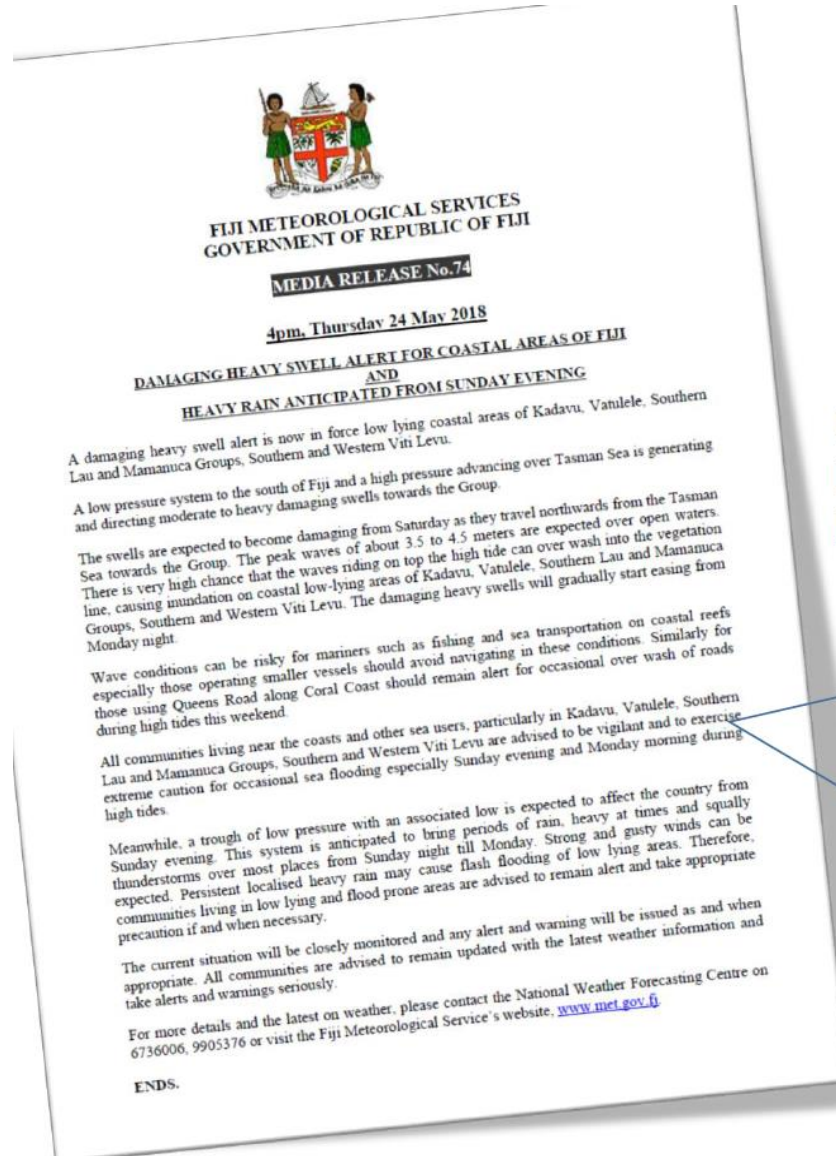 FIJI METEOROLOGICAL SERVICES
GOVERNMENT OF REPUBLIC OF FIJI
MEDIA RELEASE No.74
4pm, Thursday 24 May 2018
DAMAGING HEAVY SWELL ALERT FOR COASTAL AREAS OF FIJI
AND
HEAVY RAIN ANTICIPATED FROM SUNDAY EVENING
A damaging heavy swell alert is now in force low lying coastal areas of Kadavu, Vatulele, Southern
Lau and Mamanuca Groups, Southern and Western Viti Levu.
A low pressure system to the south of Fiji and a high pressure advancing over Tasman Sea is generating
and directing moderate to heavy damaging swells towards the Group.
The swells are expected to become damaging from Saturday as they travel northwards from the Tasman
Sea towards the Group. The peak waves of about 3.5 to 4.5 meters are expected over open waters.
There is very high chance that the waves riding on top the high tide can over wash into the vegetation
line, causing inundation on coastal low-lying areas of Kadavu, Vatulele, Southern Lau and Mamanuca
Groups, Southern and Western Viti Levu. The damaging heavy swells will gradually start easing from
Monday night.
Wave conditions can be risky for mariners such as fishing and sea transportation on coastal reefs
especially those operating smaller vessels should avoid navigating in these conditions. Similarly for
those using Queens Road along Coral Coast should remain alert for occasional over wash of roads
during high tides this weekend.
All communities living near the coasts and other sea users, particularly in Kadavu, Vatulele, Southern
Lau and Mamanuca Groups, Southern and Western Viti Levu are advised to be vigilant and to exercise
extreme caution for occasional sea flooding especially Sunday evening and Monday morning during
high tides.
Meanwhile, a trough of low pressure with an associated low is expected to affect the country from
Sunday evening. This system is anticipated to bring periods of rain, heavy at times and squally
thunderstorms over most places from Sunday night till Monday. Strong and gusty winds can be
expected. Persistent localised heavy rain may cause flash flooding of low lying areas. Therefore,
communities living in low lying and flood prone areas are advised to remain alert and take appropriate
precaution if and when necessary.
The current situation will be closely monitored and any alert and warning will be issued as and when
appropriate. All communities are advised to remain updated with the latest weather information and
take alerts and warnings seriously.
For more details and the latest on weather, please contact the National Weather Forecasting Centre on
6736006, 9905376 or visit the Fiji Meteorological Service's website, www.met.gov.fj.
ENDS.